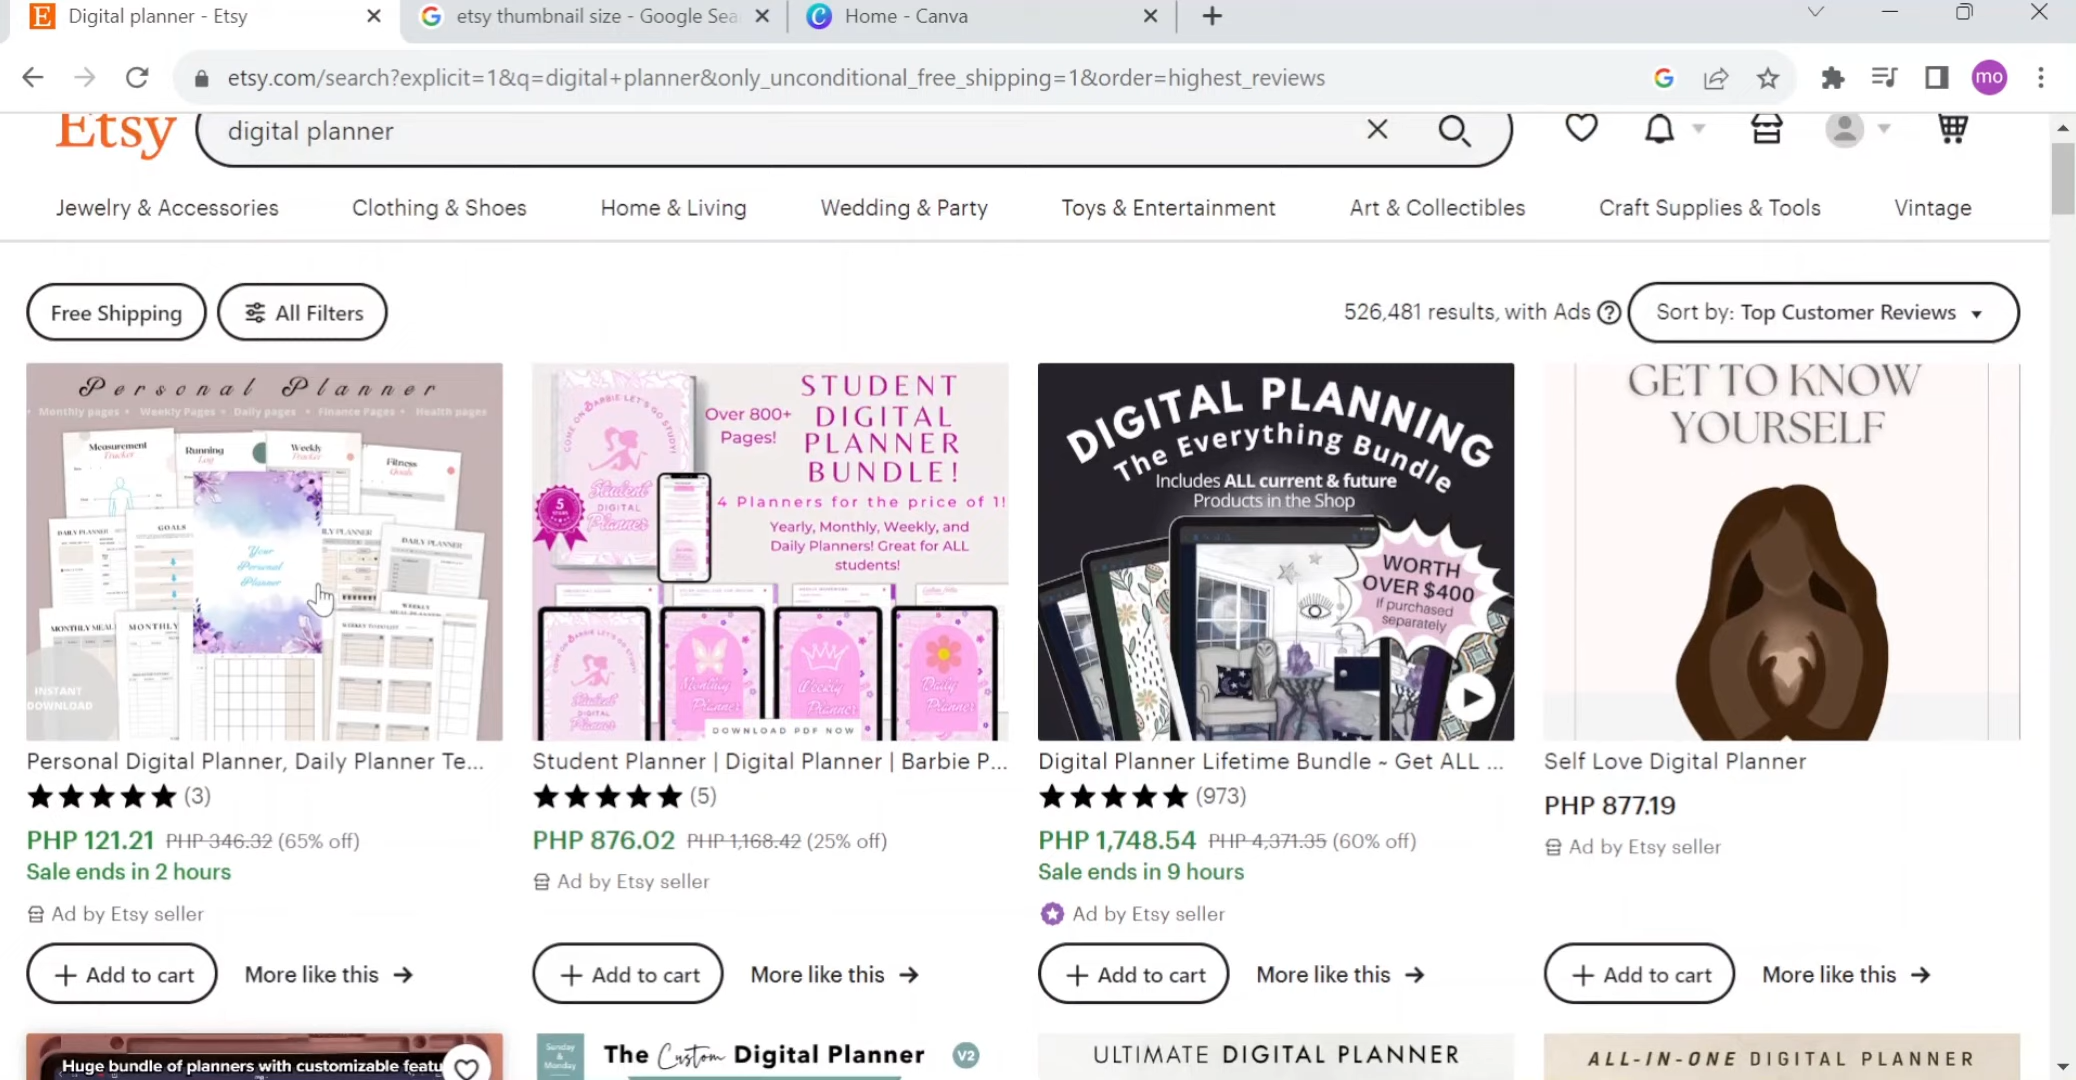 Digital planner - Etsy
etsy thumbnail size - Google Sea
Home - Canva
etsy.com/search?explicit=1&q=digital+planner&only_unconditional_free_shipping=1&order=highest_reviews
mo
Etsy
digital planner
Jewelry & Accessories
Clothing & Shoes
Home & Living
Wedding & Party
Toys & Entertainment
Art & Collectibles
Craft Supplies & Tools
Vintage
Free Shipping
All Filters
526,481 results, with Ads
Sort by: Top Customer Reviews
Personal Planner
• Monthly pages • Weekly Pages • Daily pages • Finance Pages • Health pages
Measurement
Tracker
Running
Log
Weekly
Tracker
Fitness
Goals
DAILY PLANNER
GOALS
LY PLANNER
DAILY PLANNER
Your
Personal
Planner
MONTHLY MEAL
MONTHLY
WEEKLY TO DO LIST
INSTANT
DOWNLOAD
COME ON BARBIE LET'S GO STUDY!
Student
DIGITAL
Planner
5
Over 800+
Pages!
STUDENT
DIGITAL
PLANNER
BUNDLE!
4 Planners for the price of 1!
Yearly, Monthly, Weekly, and
Daily Planners! Great for ALL
students!
COME ON BARBIE LET'S GO STUDY!
Student
DIGITAL
Planner
Monthly
Planner
Weekly
Planner
Daily
Planner
DOWNLOAD PDF NOW
DIGITAL PLANNING
The Everything Bundle
Includes ALL current & future
Products in the Shop
WORTH
OVER $400
If purchased
separately
GET TO KNOW
YOURSELF
Personal Digital Planner, Daily Planner Te...
(3)
PHP 121.21 PHP 346.32 (65% off)
Sale ends in 2 hours
Ad by Etsy seller
+ Add to cart
More like this →
Student Planner | Digital Planner | Barbie P...
(5)
PHP 876.02 PHP 1,168.42 (25% off)
Ad by Etsy seller
+ Add to cart
More like this →
Digital Planner Lifetime Bundle ~ Get ALL ...
(973)
PHP 1,748.54 PHP 4,371.35 (60% off)
Sale ends in 9 hours
Ad by Etsy seller
+ Add to cart
More like this →
Self Love Digital Planner
PHP 877.19
Ad by Etsy seller
+ Add to cart
More like this →
Huge bundle of planners with customizable featu
Sunday
&
Monday
The Custom Digital Planner
V2
ULTIMATE DIGITAL PLANNER
ALL-IN-ONE DIGITAL PLANNER